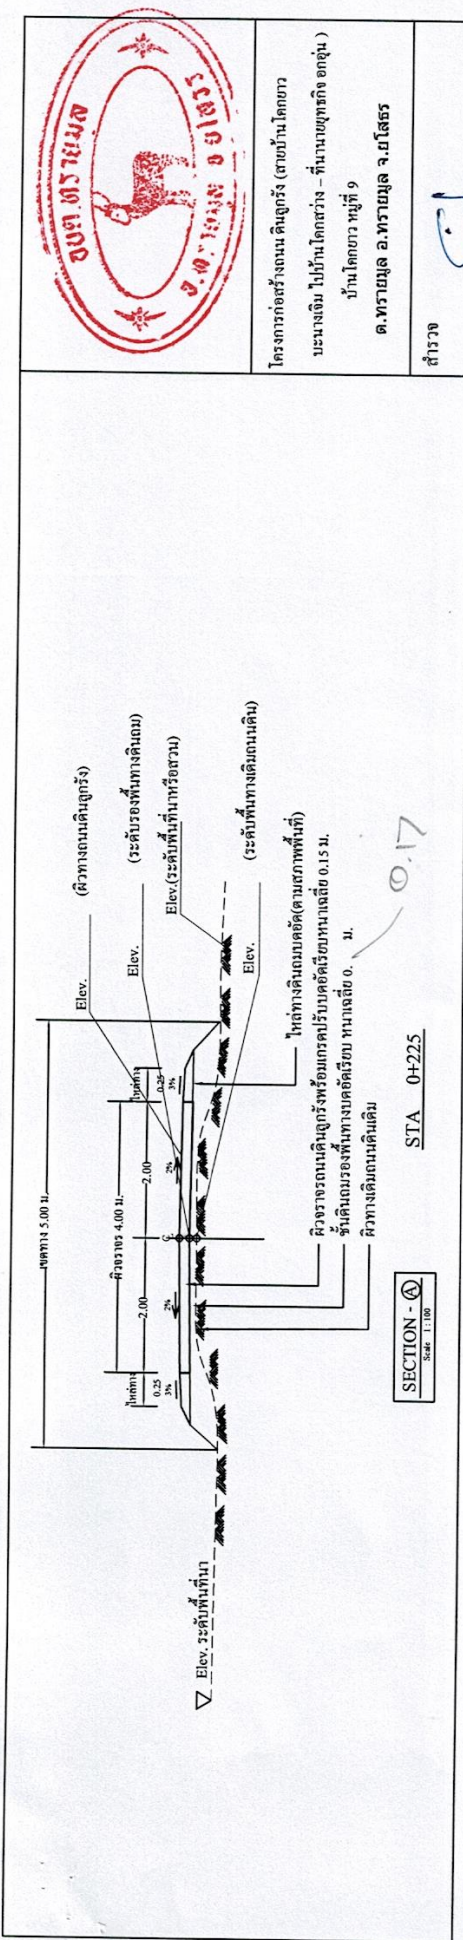 อบต.ทรายมูล
อ.ทรายมูล จ.ยโสธร
โครงการก่อสร้างถนน ดินลูกรัง (สายบ้านโคกยาว
บะนางเจิม ไปบ้านโคกสว่าง – ที่นานายยุทธกิจ อกอุ่น )
บ้านโคกยาว หมู่ที่ 9
ต.ทรายมูล อ.ทรายมูล จ.ยโสธร
สำรวจ
เขตทาง 5.00 ม.
ผิวจราจร 4.00 ม.
ไหล่ทาง
2.00
2.00
ไหล่ทาง
0.25
0.25
3%
2%
2%
3%
Elev.
(ผิวทางถนนดินลูกรัง)
Elev.
(ระดับรองพื้นทางดินถม)
Elev.(ระดับพื้นที่นาหรือสวน)
Elev. ระดับพื้นที่นา
Elev.
(ระดับพื้นทางเดิมถนนดิน)
ไหล่ทางดินถมบดอัด(ตามสภาพพื้นที่)
ผิวจราจรถนนดินลูกรังพร้อมเกรดปรับบดอัดเรียบหนาเฉลี่ย 0.15 ม.
ชั้นดินถมรองพื้นทางบดอัดเรียบ หนาเฉลี่ย 0. ม.
0.17
ผิวทางเดิมถนนดินเดิม
SECTION - A
Scale 1:100
STA 0+225